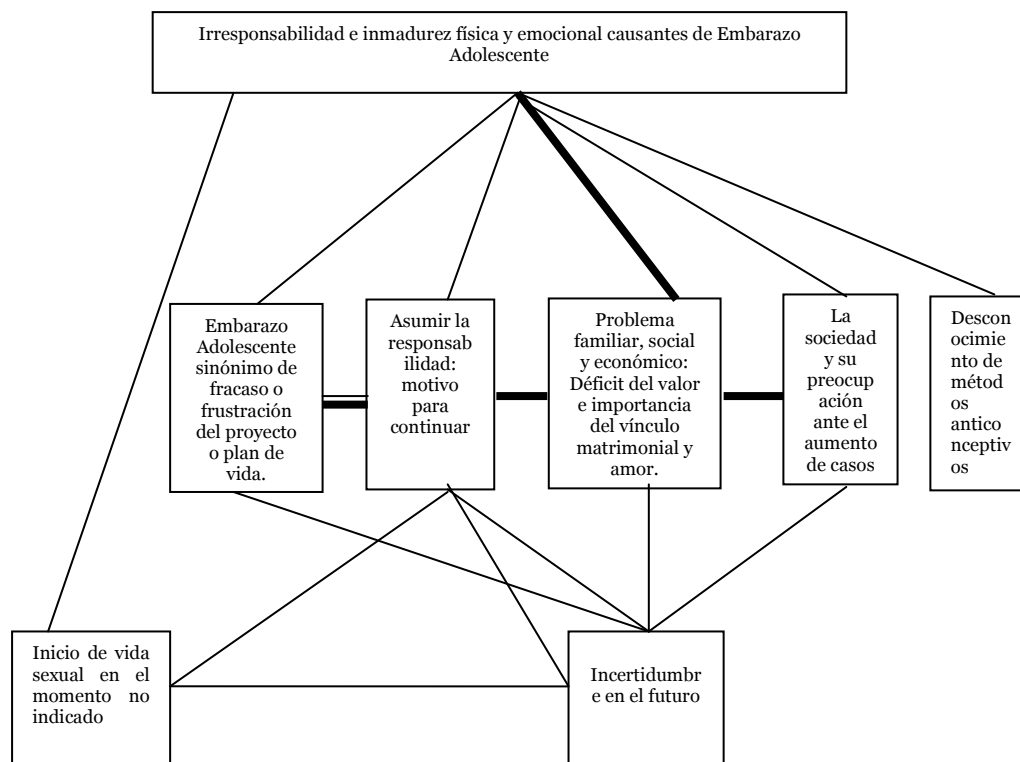 Irresponsabilidad e inmadurez física y emocional causantes de Embarazo
Adolescente
Embarazo
Adolescente
sinónimo de
fracaso o
frustración
del proyecto
o plan de
vida.
Asumir la
responsab
ilidad:
motivo
para
continuar
Problema
familiar, social
y económico:
Déficit del valor
e importancia
del vínculo
matrimonial y
amor.
La
sociedad
y su
preocup
ación
ante el
aumento
de casos
Descon
ocimie
nto de
métod
os
antico
nceptiv
os
Inicio de vida
sexual en el
momento no
indicado
Incertidumbr
e en el futuro